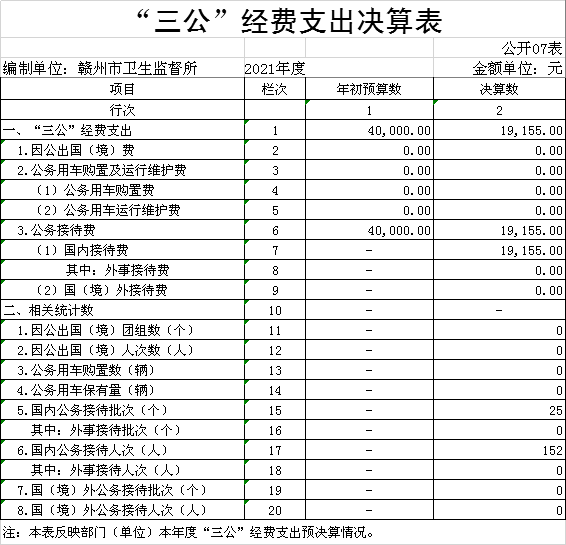 “三公”经费支出决算表
公开07表
编制单位：赣州市卫生监督所 2021年度 金额单位：元
项目 栏次 年初预算数 决算数
行次 1 2
一、“三公”经费支出 1 40,000.00 19,155.00
1.因公出国（境）费 2 0.00 0.00
2.公务用车购置及运行维护费 3 0.00 0.00
（1）公务用车购置费 4 0.00 0.00
（2）公务用车运行维护费 5 0.00 0.00
3.公务接待费 6 40,000.00 19,155.00
（1）国内接待费 7 － 19,155.00
其中：外事接待费 8 － 0.00
（2）国（境）外接待费 9 － 0.00
二、相关统计数 10 － －
1.因公出国（境）团组数（个） 11 － 0
2.因公出国（境）人次数（人） 12 － 0
3.公务用车购置数（辆） 13 － 0
4.公务用车保有量（辆） 14 － 0
5.国内公务接待批次（个） 15 － 25
其中：外事接待批次（个） 16 － 0
6.国内公务接待人次（人） 17 － 152
其中：外事接待人次（人） 18 － 0
7.国（境）外公务接待批次（个） 19 － 0
8.国（境）外公务接待人次（人） 20 － 0
注：本表反映部门（单位）本年度“三公”经费支出预决算情况。